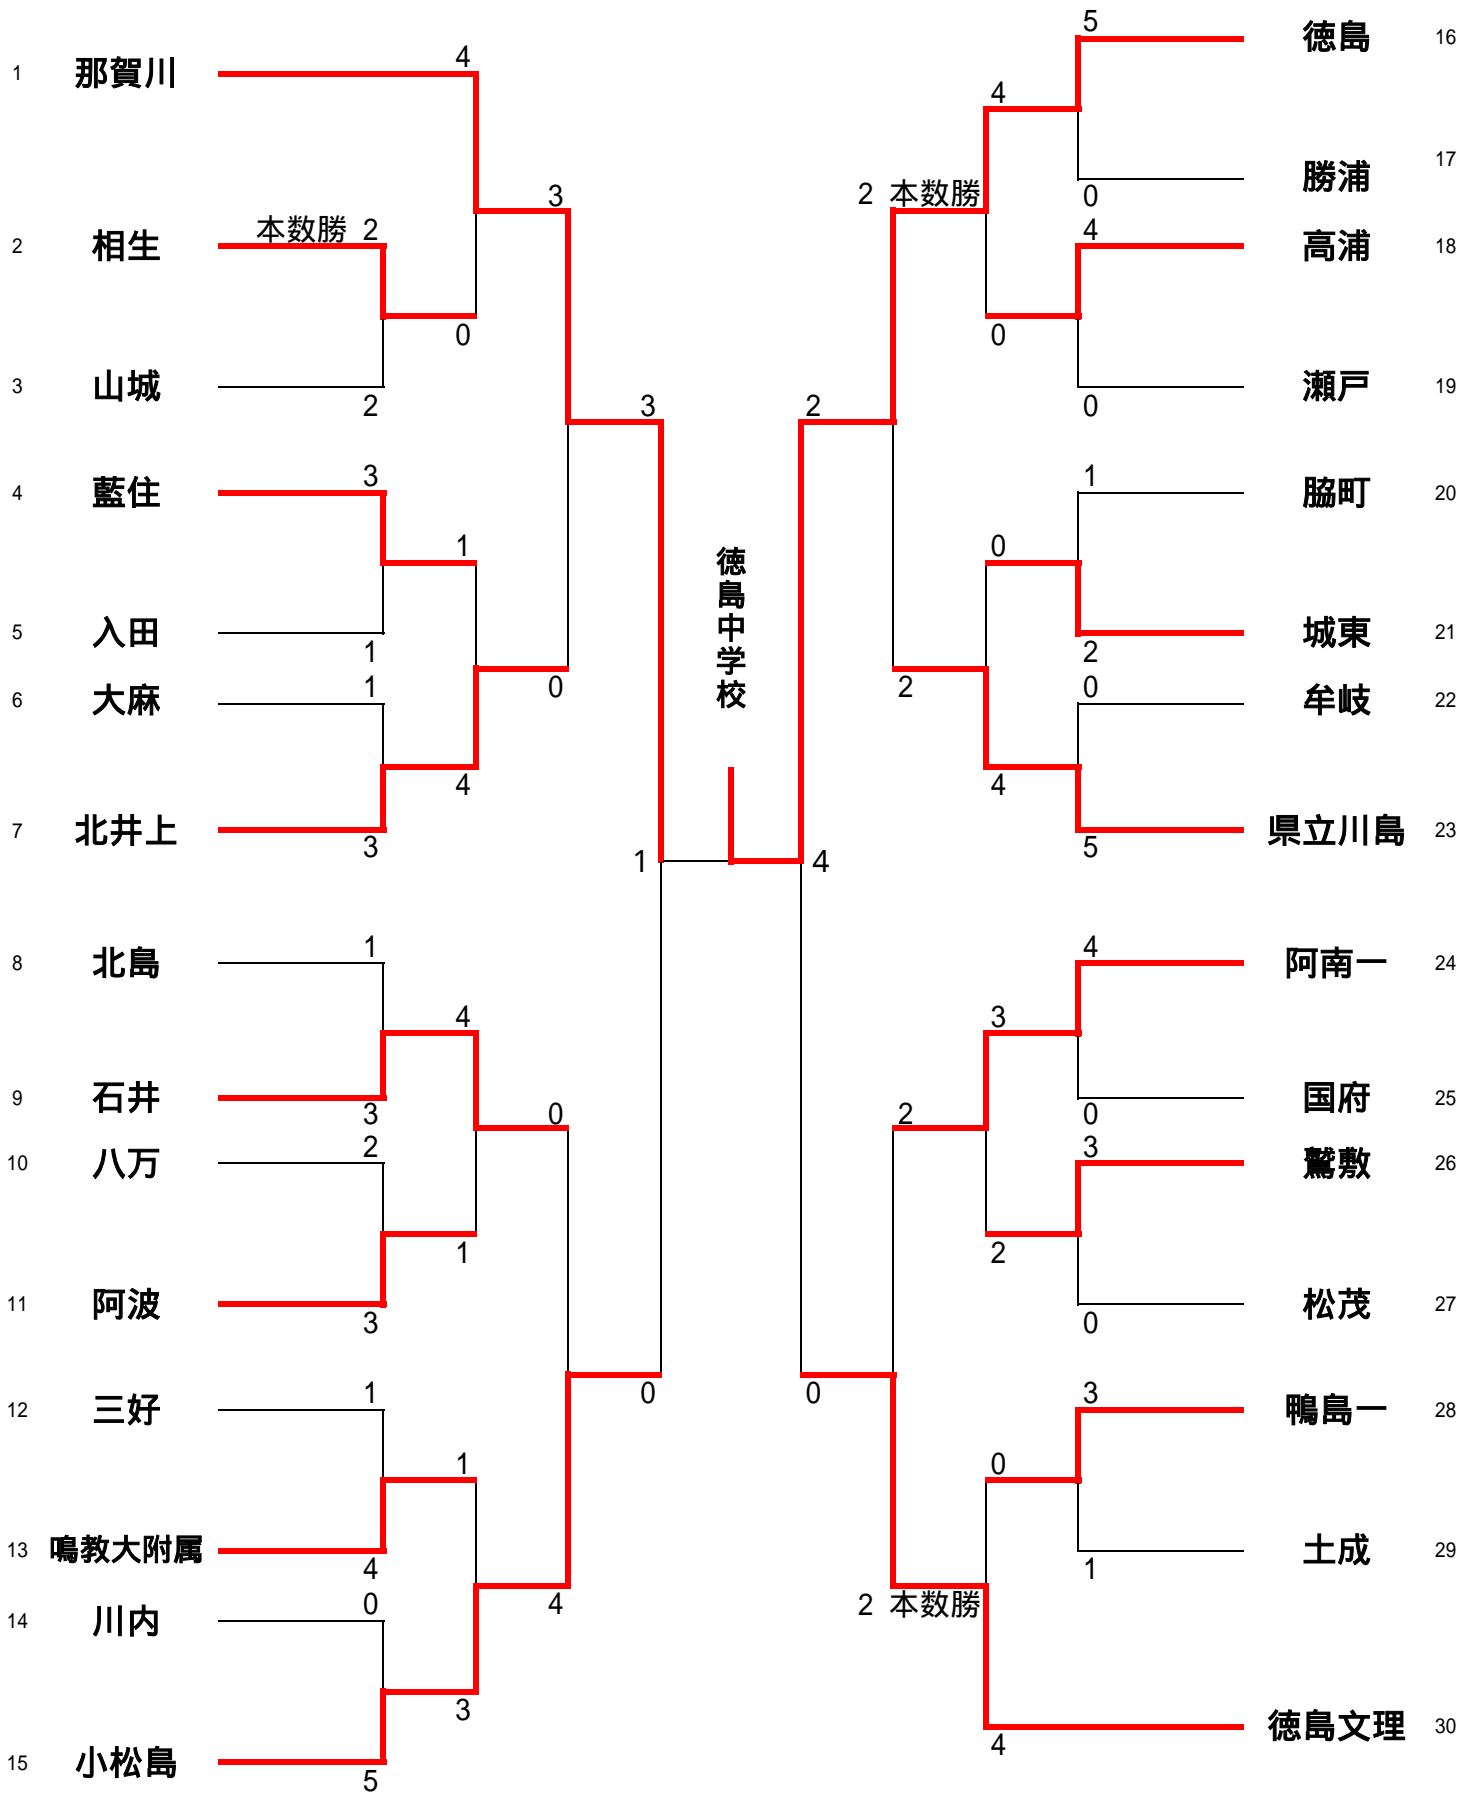 1 那賀川 4
3
2 相生 本数勝 2
0
3 山城 2
3
4 藍住 3
1
5 入田 1
0
6 大麻 1
4
7 北井上 3
1
8 北島 1
4
9 石井 3
0
10 八万 2
1
11 阿波 3
0
12 三好 1
1
13 鳴教大附属 4
4
14 川内 0
3
15 小松島 5
徳島中学校
5 徳島 16
4
0 勝浦 17
2 本数勝
4 高浦 18
0
0 瀬戸 19
2
1 脇町 20
0
2 城東 21
2
0 牟岐 22
4
5 県立川島 23
4
4 阿南一 24
3
0 国府 25
2
3 鷲敷 26
2
0 松茂 27
0
3 鴨島一 28
0
1 土成 29
2 本数勝
4 徳島文理 30